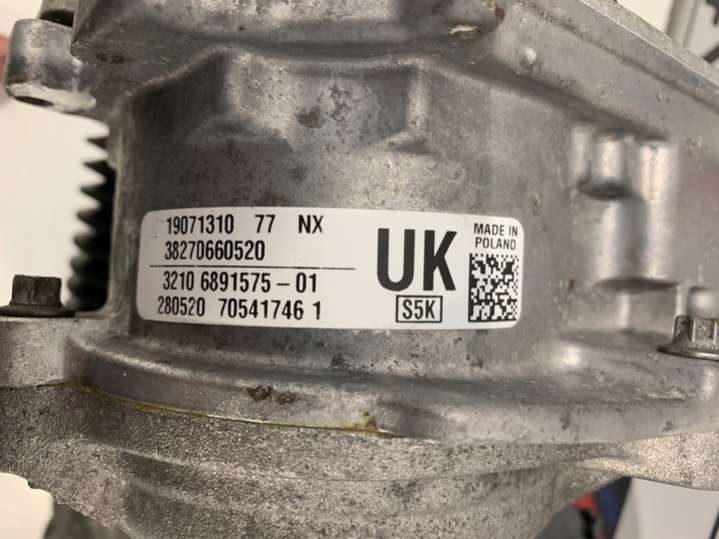 19071310 77 NX
38270660520
3210 6891575-01
280520 70541746 1
UK
S5K
MADE IN
POLAND